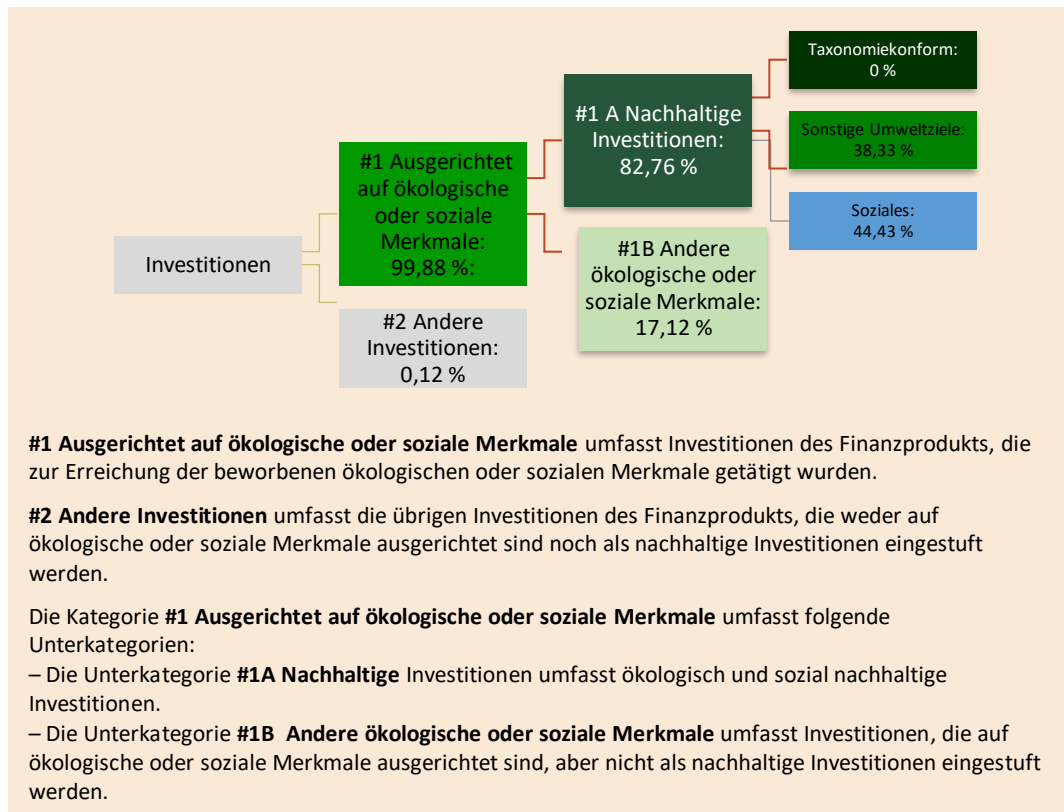 Investitionen
#1 Ausgerichtet
auf ökologische
oder soziale
Merkmale:
99,88 %:
#2 Andere
Investitionen:
0,12 %
#1 A Nachhaltige
Investitionen:
82,76 %
#1B Andere
ökologische oder
soziale Merkmale:
17,12 %
Taxonomiekonform:
0 %
Sonstige Umweltziele:
38,33 %
Soziales:
44,43 %
#1 Ausgerichtet auf ökologische oder soziale Merkmale umfasst Investitionen des Finanzprodukts, die
zur Erreichung der beworbenen ökologischen oder sozialen Merkmale getätigt wurden.
#2 Andere Investitionen umfasst die übrigen Investitionen des Finanzprodukts, die weder auf
ökologische oder soziale Merkmale ausgerichtet sind noch als nachhaltige Investitionen eingestuft
werden.
Die Kategorie #1 Ausgerichtet auf ökologische oder soziale Merkmale umfasst folgende
Unterkategorien:
– Die Unterkategorie #1A Nachhaltige Investitionen umfasst ökologisch und sozial nachhaltige
Investitionen.
– Die Unterkategorie #1B Andere ökologische oder soziale Merkmale umfasst Investitionen, die auf
ökologische oder soziale Merkmale ausgerichtet sind, aber nicht als nachhaltige Investitionen eingestuft
werden.